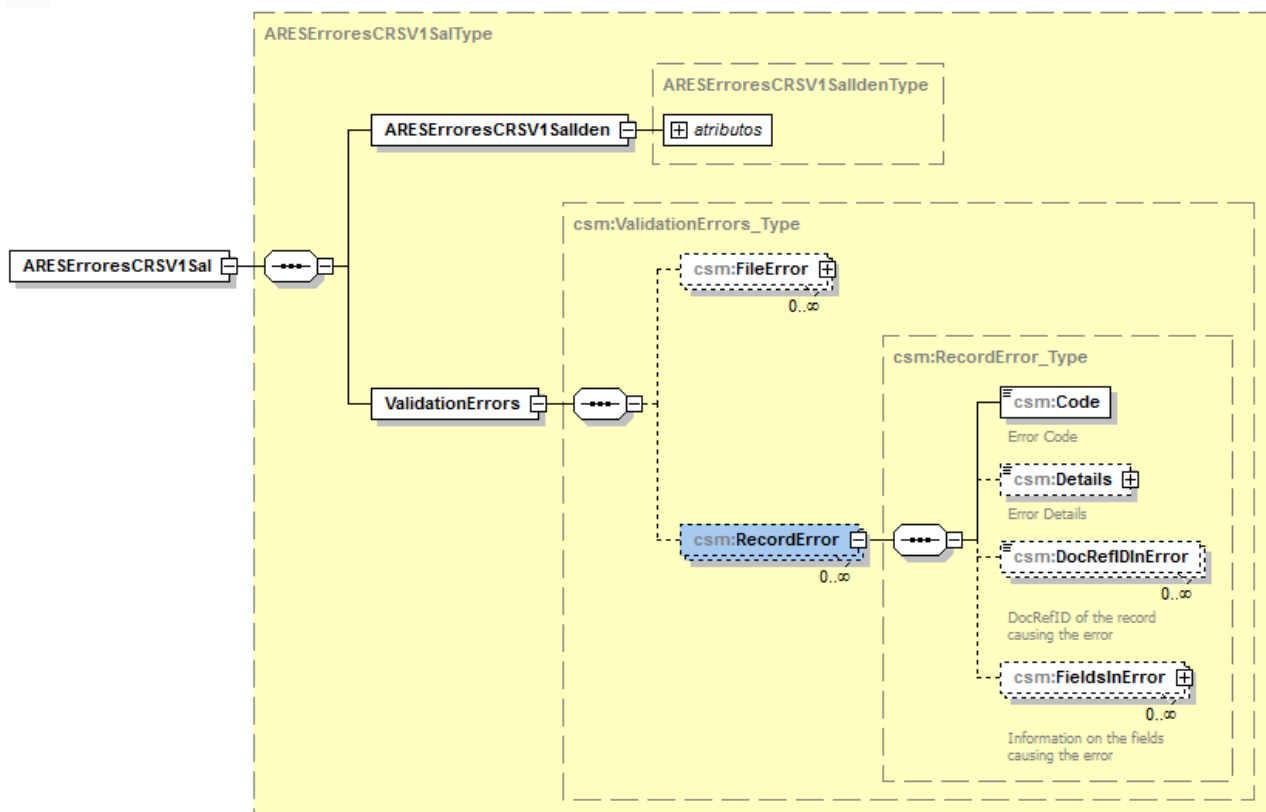 ARESErroresCRSV1SalType
ARESErroresCRSV1SalIdenType
ARESErroresCRSV1SalIden
atributos
csm:ValidationErrors_Type
ARESErroresCRSV1Sal
csm:FileError
0..∞
csm:RecordError_Type
ValidationErrors
csm:Code
Error Code
csm:Details
Error Details
csm:RecordError
0..∞
csm:DocRefIDInError
0..∞
DocRefID of the record
causing the error
csm:FieldsInError
0..∞
Information on the fields
causing the error